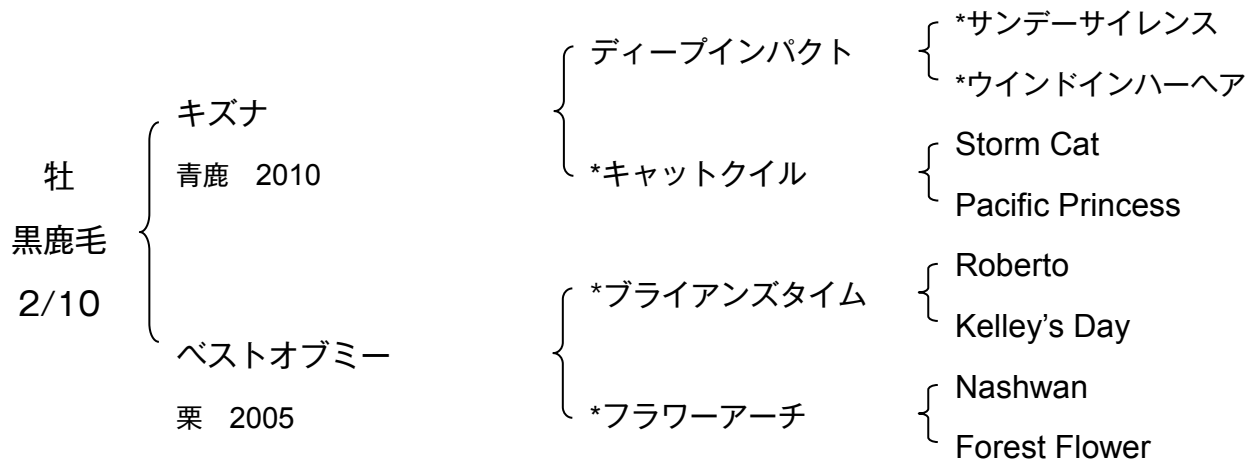 牡
黒鹿毛
2/10
キズナ
青鹿　2010
ベストオブミー
栗　2005
ディープインパクト
*キャットクイル
*ブライアンズタイム
*フラワーアーチ
*サンデーサイレンス
*ウインドインハーヘア
Storm Cat
Pacific Princess
Roberto
Kelley’s Day
Nashwan
Forest Flower